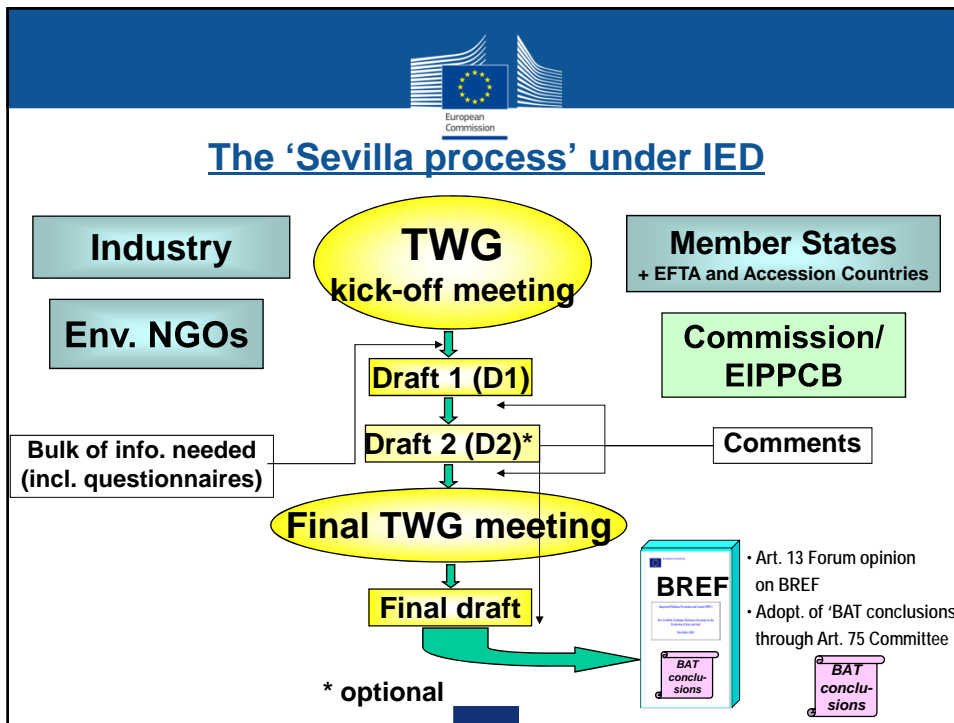 European
Commission
The ‘Sevilla process’ under IED
Industry
TWG
kick-off meeting
Member States
+ EFTA and Accession Countries
Env. NGOs
Commission/
EIPPCB
Draft 1 (D1)
Bulk of info. needed
(incl. questionnaires)
Draft 2 (D2)*
Comments
Final TWG meeting
Final draft
BREF
BAT
conclu-
sions
· Art. 13 Forum opinion
on BREF
· Adopt. of ‘BAT conclusions
through Art. 75 Committee
BAT
conclu-
sions
* optional